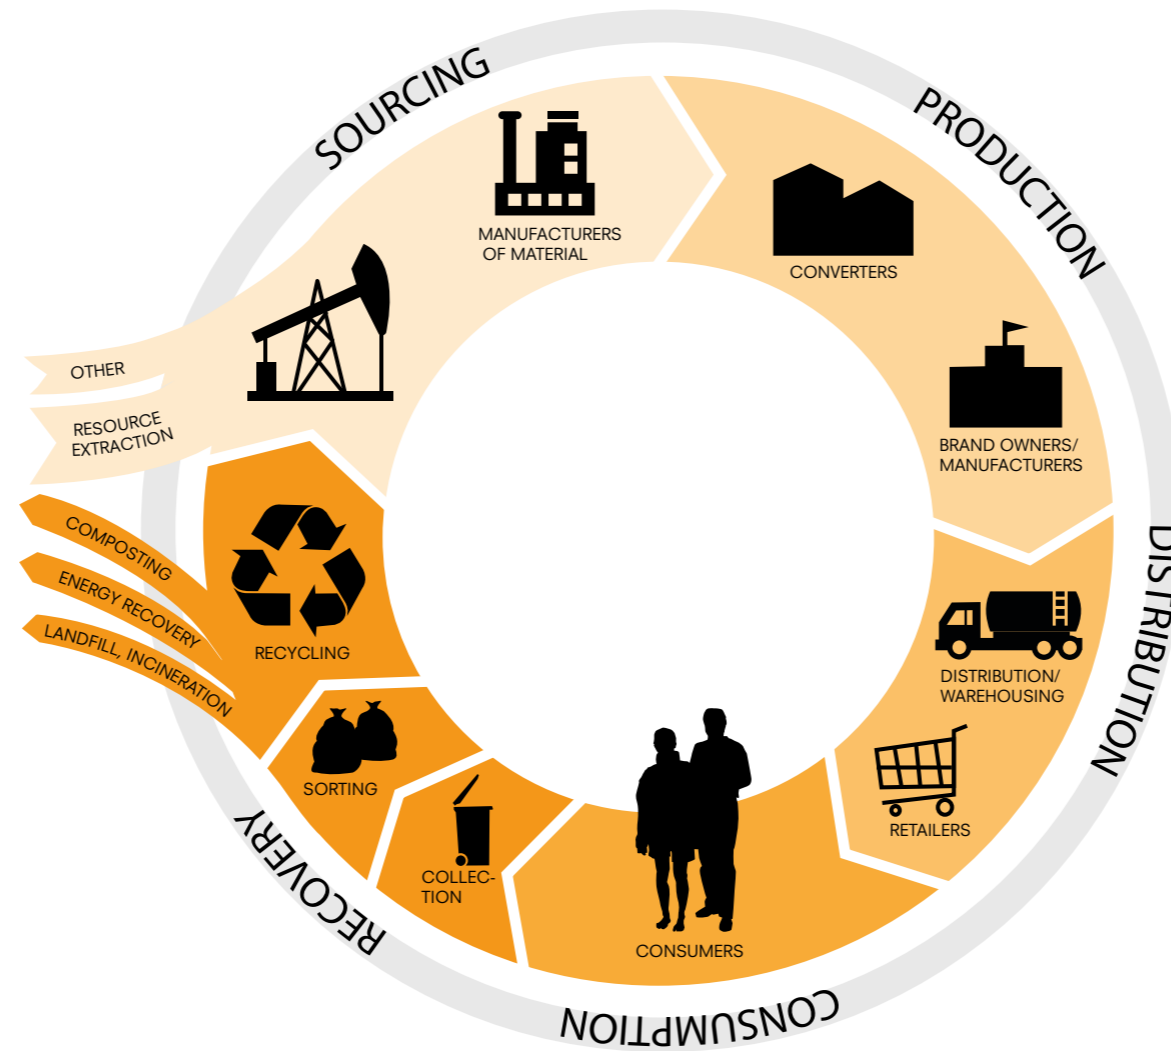 SOURCING
PRODUCTION
MANUFACTURERS
OF MATERIAL
CONVERTERS
OTHER
RESOURCE
EXTRACTION
BRAND OWNERS/
MANUFACTURERS
COMPOSTING
ENERGY RECOVERY
LANDFILL, INCINERATION
RECYCLING
DISTRIBUTION
DISTRIBUTION/
WAREHOUSING
SORTING
RETAILERS
RECOVERY
COLLEC-
TION
CONSUMERS
CONSUMPTION